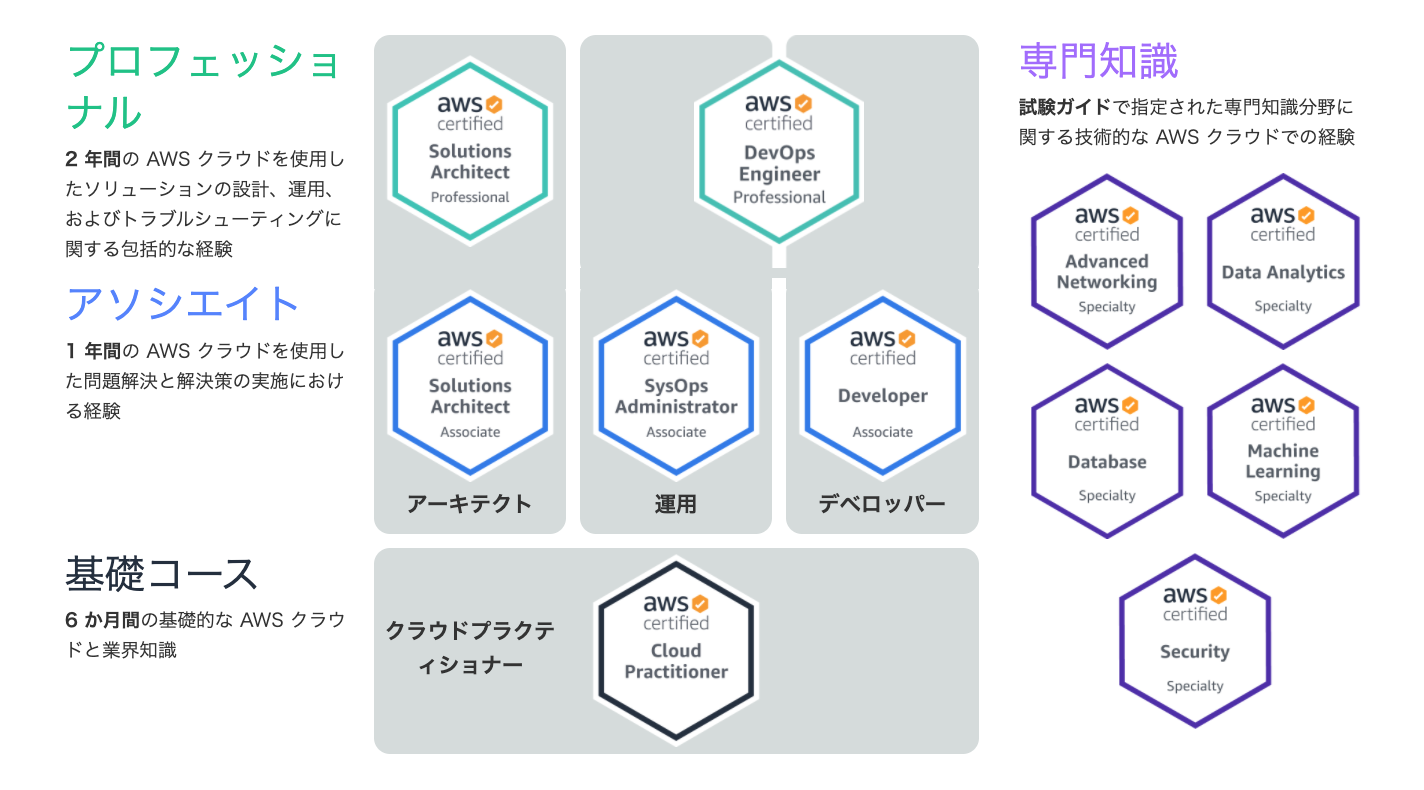 プロフェッショ
ナル
2 年間の AWS クラウドを使用し
たソリューションの設計、運用、
およびトラブルシューティングに
関する包括的な経験
アソシエイト
1 年間の AWS クラウドを使用し
た問題解決と解決策の実施におけ
る経験
基礎コース
6 か月間の基礎的な AWS クラウ
ドと業界知識
aws
certified
Solutions
Architect
Professional
aws
certified
DevOps
Engineer
Professional
aws
certified
Solutions
Architect
Associate
アーキテクト
aws
certified
SysOps
Administrator
Associate
運用
aws
certified
Developer
Associate
デベロッパー
クラウドプラクテ
ィショナー
aws
certified
Cloud
Practitioner
専門知識
試験ガイドで指定された専門知識分野に
関する技術的な AWS クラウドでの経験
aws
certified
Advanced
Networking
Specialty
aws
certified
Data Analytics
Specialty
aws
certified
Database
Specialty
aws
certified
Machine
Learning
Specialty
aws
certified
Security
Specialty